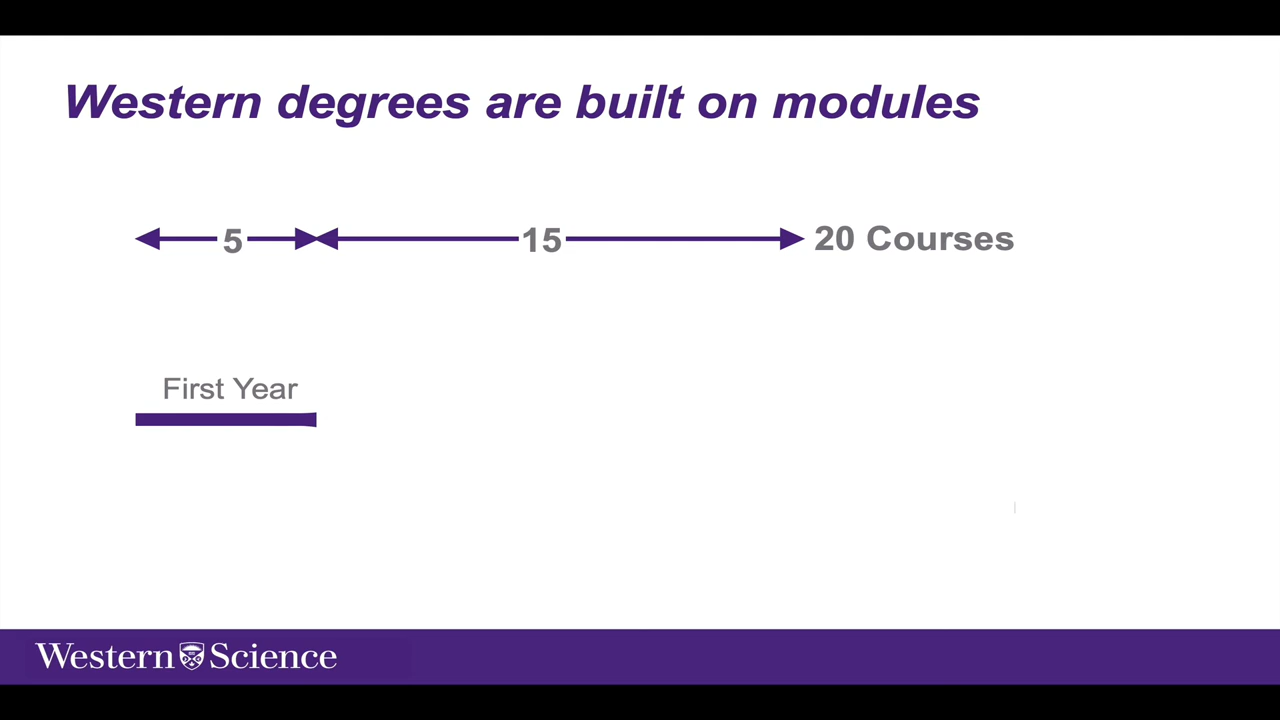 Western degrees are built on modules
5 15 20 Courses
First Year
Western Science